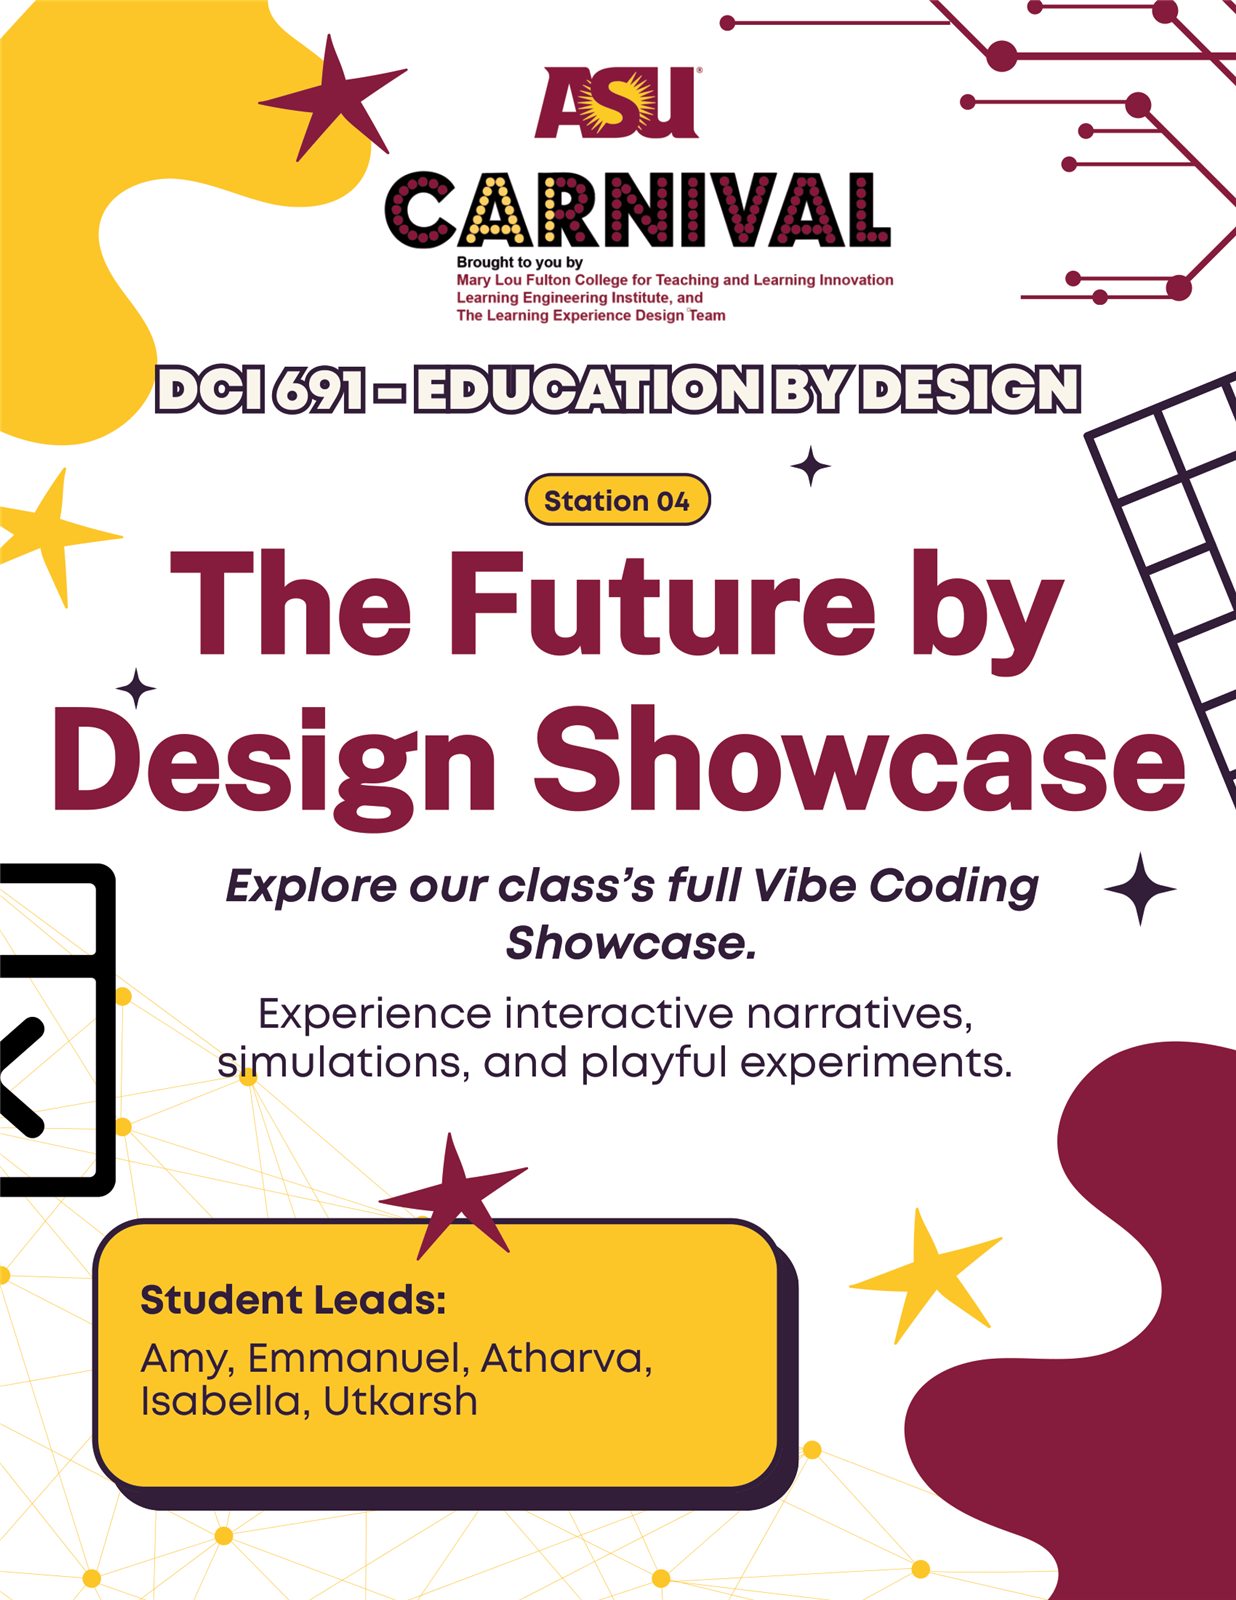 ASU®
CARNIVAL
Brought to you by
Mary Lou Fulton College for Teaching and Learning Innovation
Learning Engineering Institute, and
The Learning Experience Design Team
DCI 691 - EDUCATION BY DESIGN
Station 04
The Future by
Design Showcase
Explore our class’s full Vibe Coding
Showcase.
Experience interactive narratives,
simulations, and playful experiments.
Student Leads:
Amy, Emmanuel, Atharva,
Isabella, Utkarsh